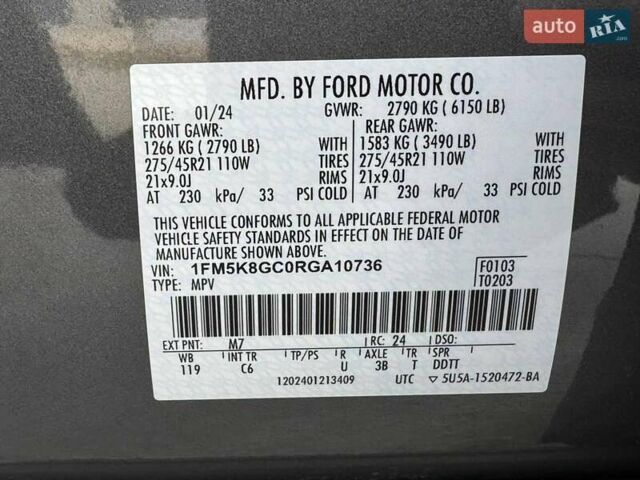 auto RIA .com
MFD. BY FORD MOTOR CO.
DATE: 01/24 GVWR: 2790 KG ( 6150 LB)
FRONT GAWR: REAR GAWR:
1266 KG ( 2790 LB) WITH 1583 KG ( 3490 LB) WITH
275/45R21 110W TIRES 275/45R21 110W TIRES
21x9.0J RIMS 21x9.0J RIMS
AT 230 kPa/ 33 PSI COLD AT 230 kPa/ 33 PSI COLD
THIS VEHICLE CONFORMS TO ALL APPLICABLE FEDERAL MOTOR
VEHICLE SAFETY STANDARDS IN EFFECT ON THE DATE OF
MANUFACTURE SHOWN ABOVE.
VIN: 1FM5K8GC0RGA10736 F0103
TYPE: MPV T0203
EXT PNT: M7 RC: 24 DSO:
WB INT TR TP/PS R AXLE TR SPR
119 C6 U 3B T DDTT
1202401213409 UTC ▽ 5U5A-1520472-BA